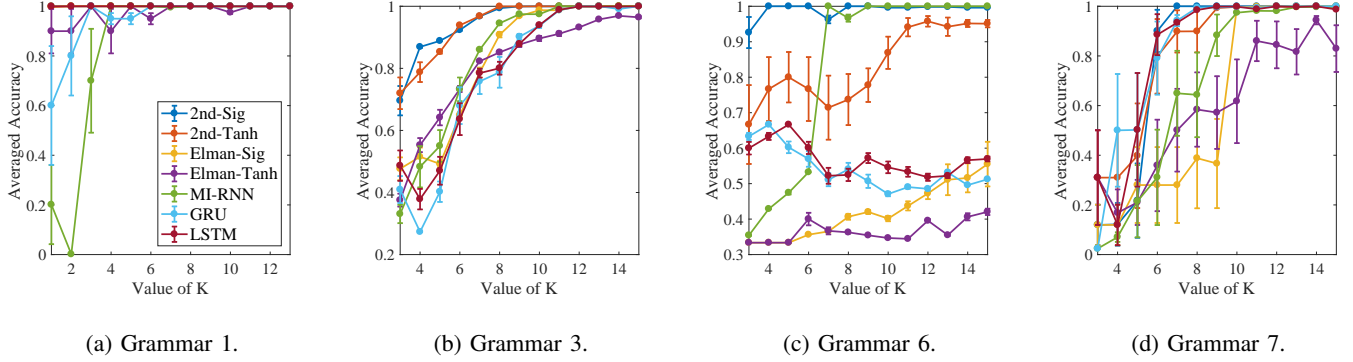 Averaged Accuracy
1
0.8
0.6
0.4
0.2
0
2 4 6 8 10 12
Value of K
2nd-Sig
2nd-Tanh
Elman-Sig
Elman-Tanh
MI-RNN
GRU
LSTM
(a) Grammar 1.
Averaged Accuracy
1
0.8
0.6
0.4
0.2
4 6 8 10 12 14
Value of K
(b) Grammar 3.
Averaged Accuracy
1
0.9
0.8
0.7
0.6
0.5
0.4
0.3
4 6 8 10 12 14
Value of K
(c) Grammar 6.
Averaged Accuracy
1
0.8
0.6
0.4
0.2
0
4 6 8 10 12 14
Value of K
(d) Grammar 7.